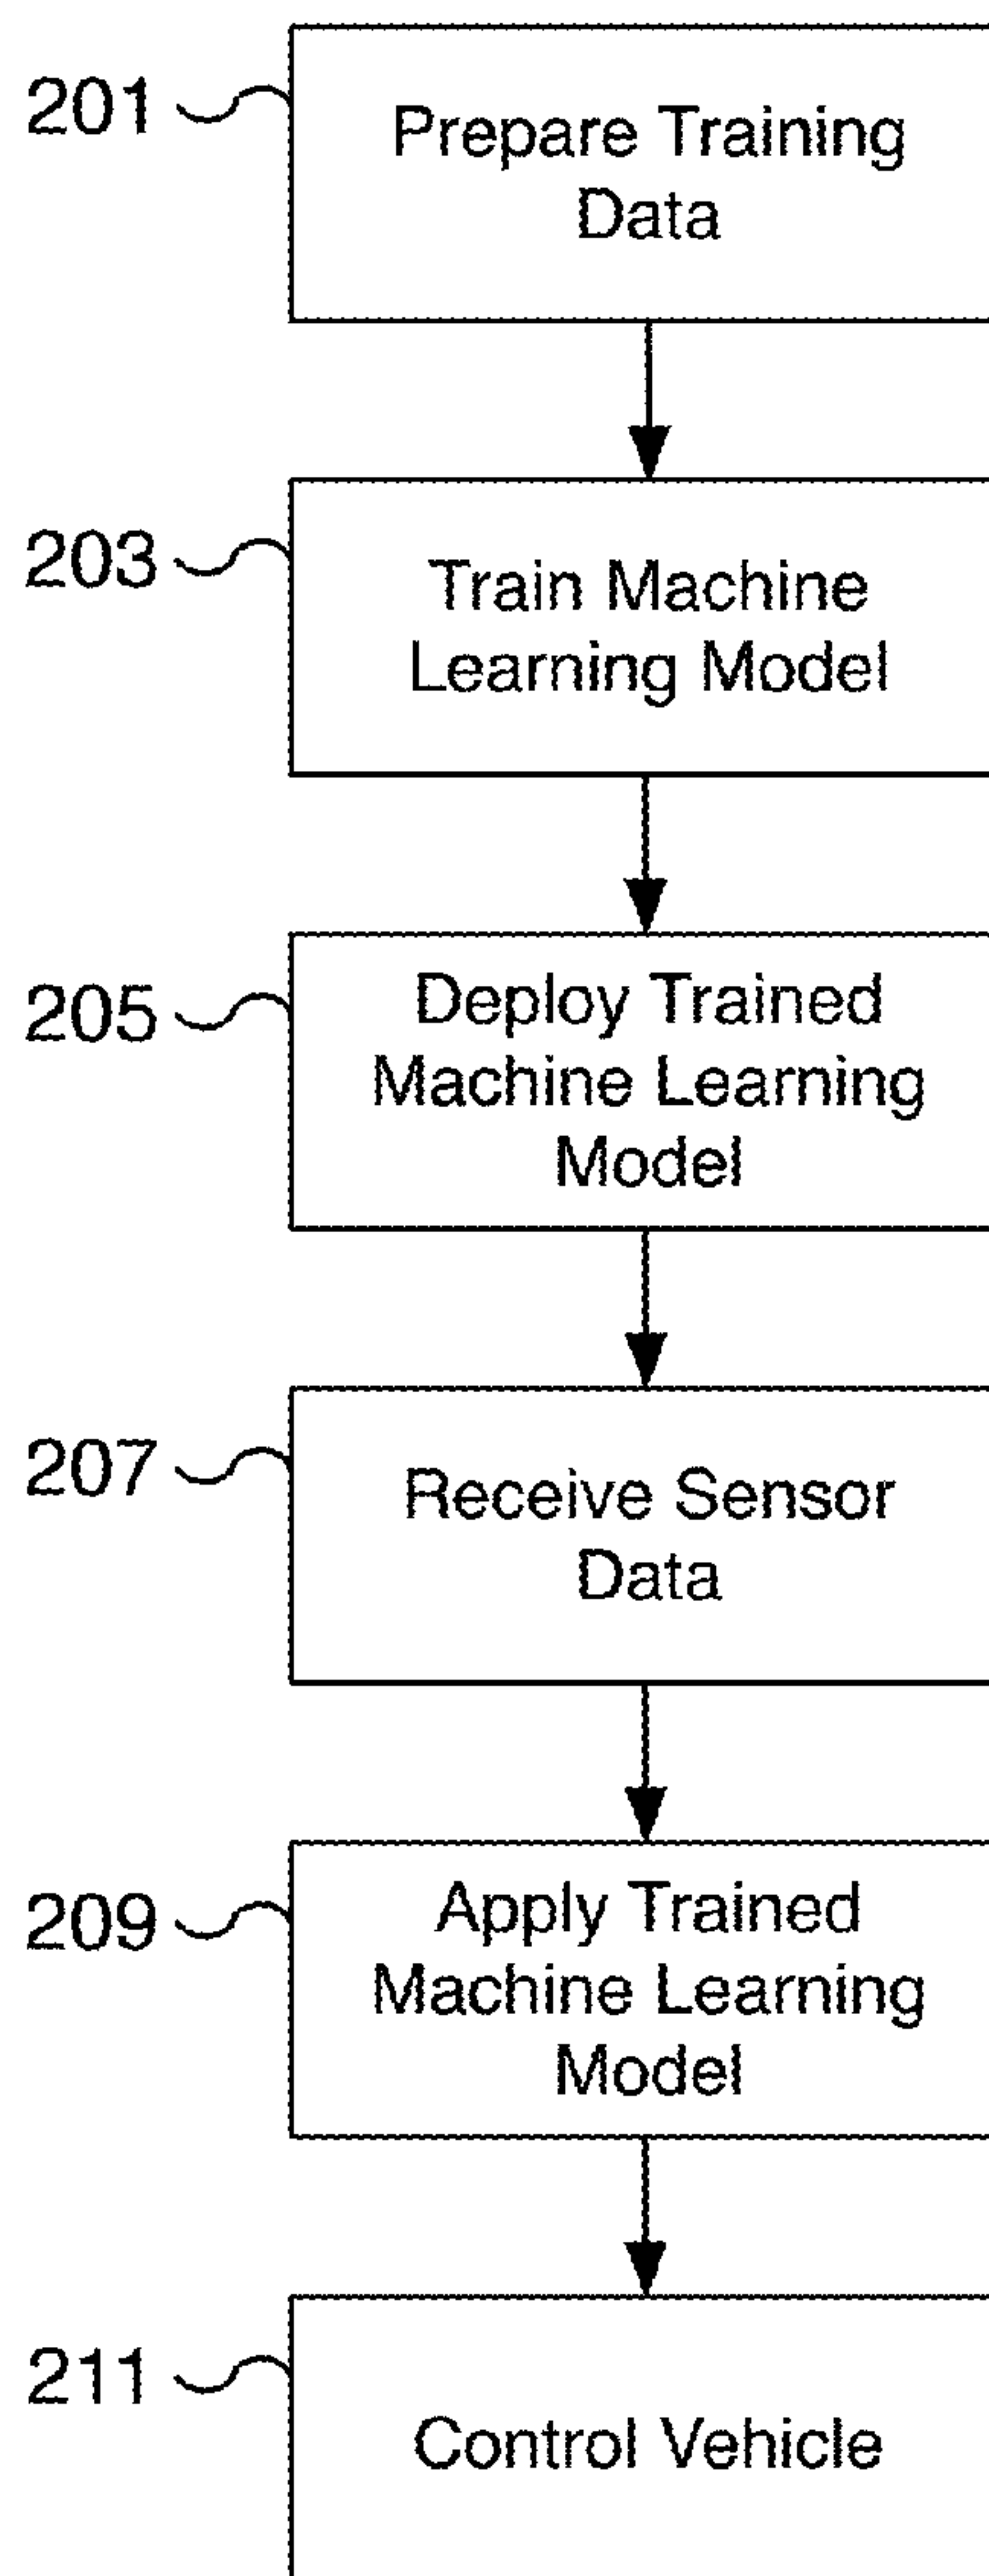 201
Prepare Training
Data
203
Train Machine
Learning Model
205
Deploy Trained
Machine Learning
Model
207
Receive Sensor
Data
209
Apply Trained
Machine Learning
Model
211
Control Vehicle